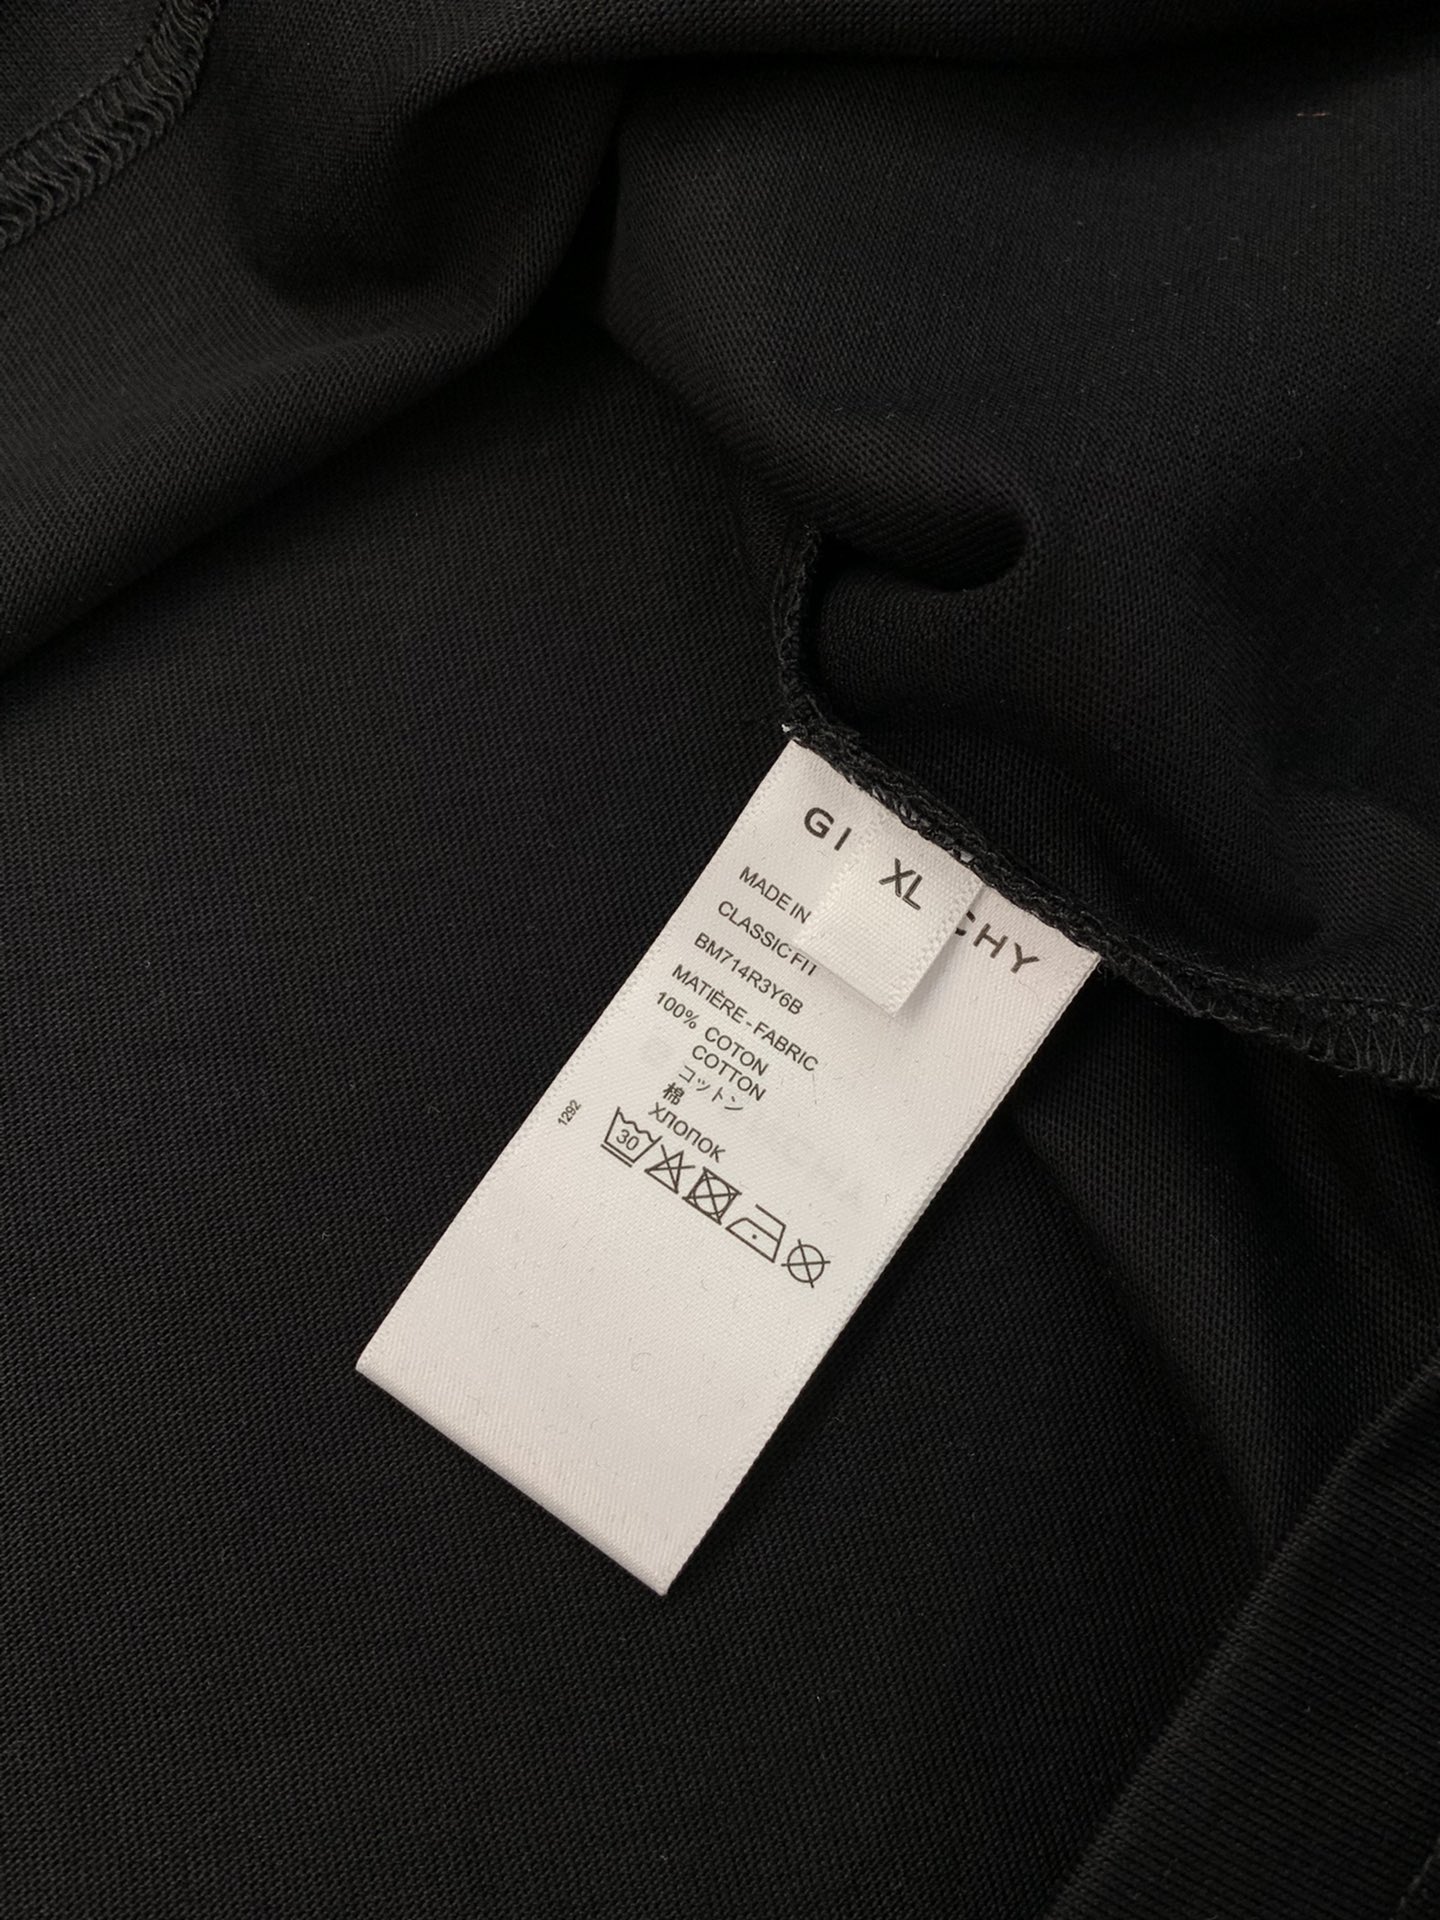 GI CHY
XL
MADE IN
CLASSIC FIT
BM714R3Y6B
MATIÈRE - FABRIC
100% COTON
COTTON
コットン
棉
ХЛОПОК
1292
30